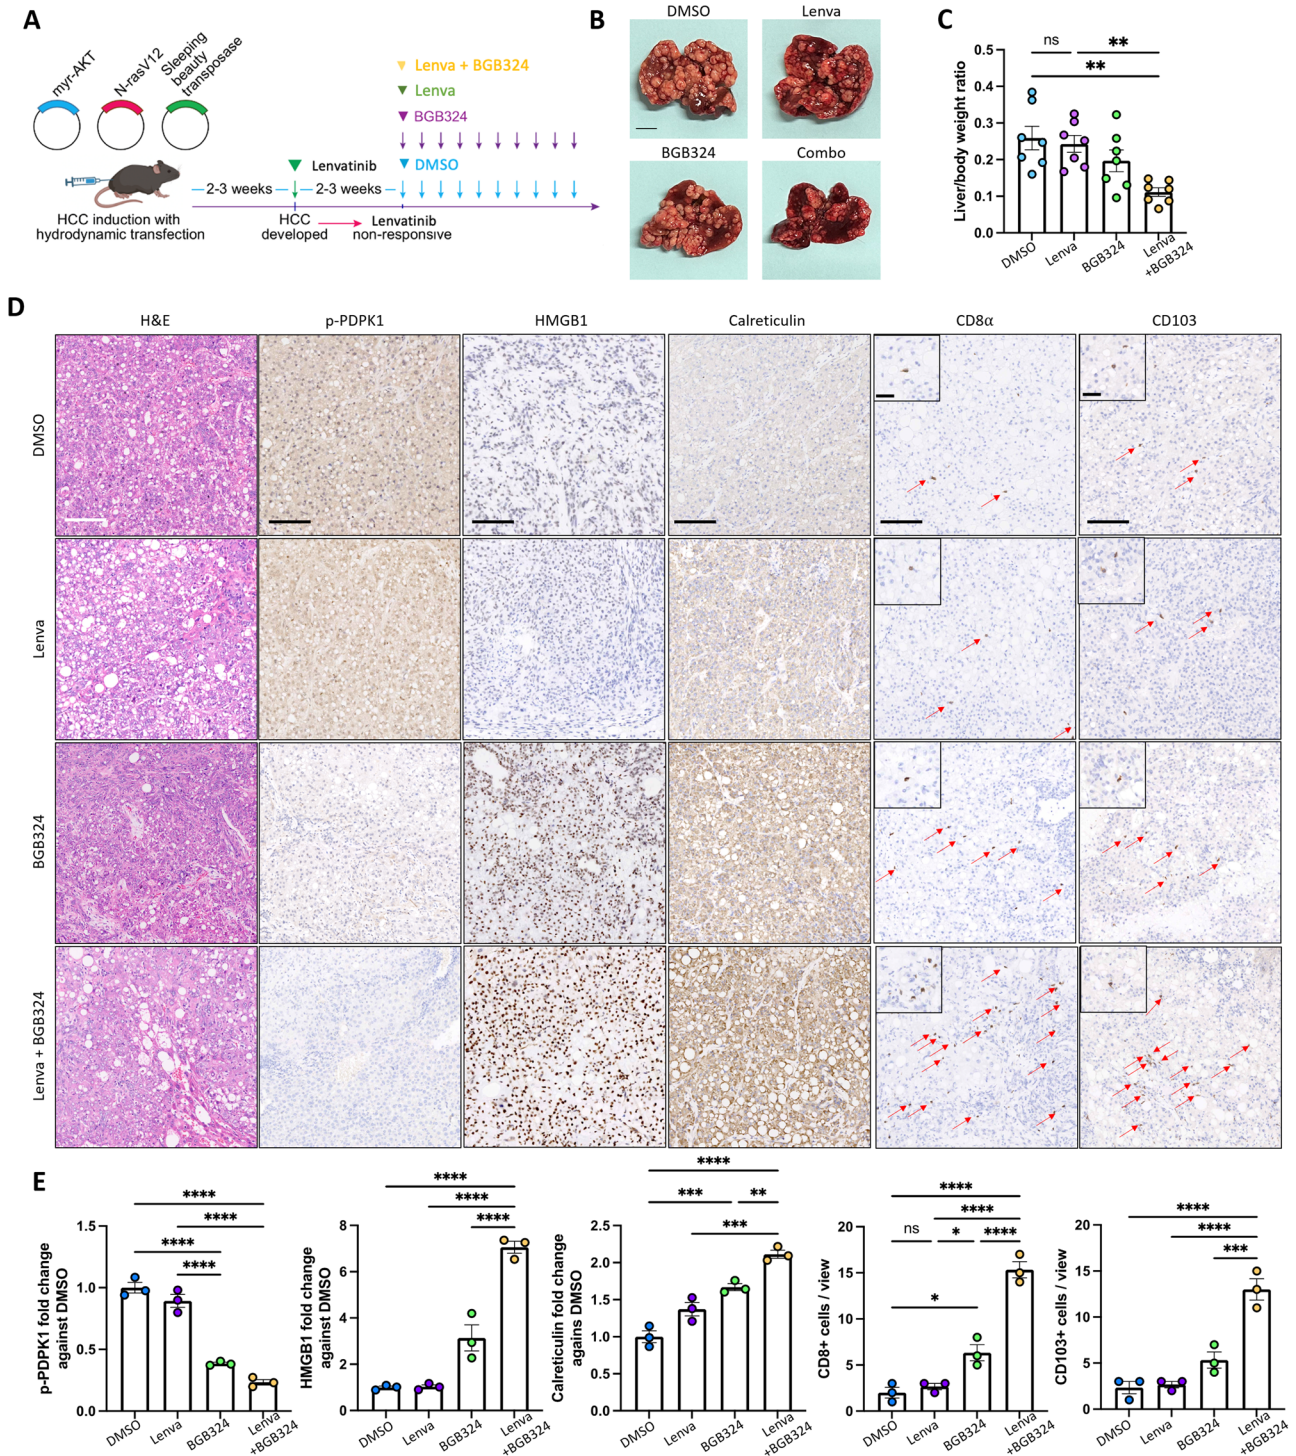 A
myr-AKT
N-rasV12
Sleeping
beauty
transposase
Lenva + BGB324
Lenva
BGB324
Lenvatinib
DMSO
2-3 weeks
2-3 weeks
HCC induction with
hydrodynamic transfection
HCC
developed
Lenvatinib
non-responsive
B
DMSO
Lenva
BGB324
Combo
C
ns
**
**
Liver/body weight ratio
0.5
0.4
0.3
0.2
0.1
0.0
DMSO
Lenva
BGB324
Lenva
+BGB324
D
H&E
p-PDPK1
HMGB1
Calreticulin
CD8α
CD103
DMSO
Lenva
BGB324
Lenva + BGB324
E
p-PDPK1 fold change
against DMSO
1.5
1.0
0.5
0.0
****
****
****
****
DMSO
Lenva
BGB324
Lenva
+BGB324
HMGB1 fold change
against DMSO
8
6
4
2
0
****
****
****
DMSO
Lenva
BGB324
Lenva
+BGB324
Calreticulin fold change
agains DMSO
2.5
2.0
1.5
1.0
0.5
0.0
****
***
**
***
DMSO
Lenva
BGB324
Lenva
+BGB324
CD8+ cells / view
20
15
10
5
0
****
****
ns
*
****
*
DMSO
Lenva
BGB324
Lenva
+BGB324
CD103+ cells / view
20
15
10
5
0
****
****
***
DMSO
Lenva
BGB324
Lenva
+BGB324